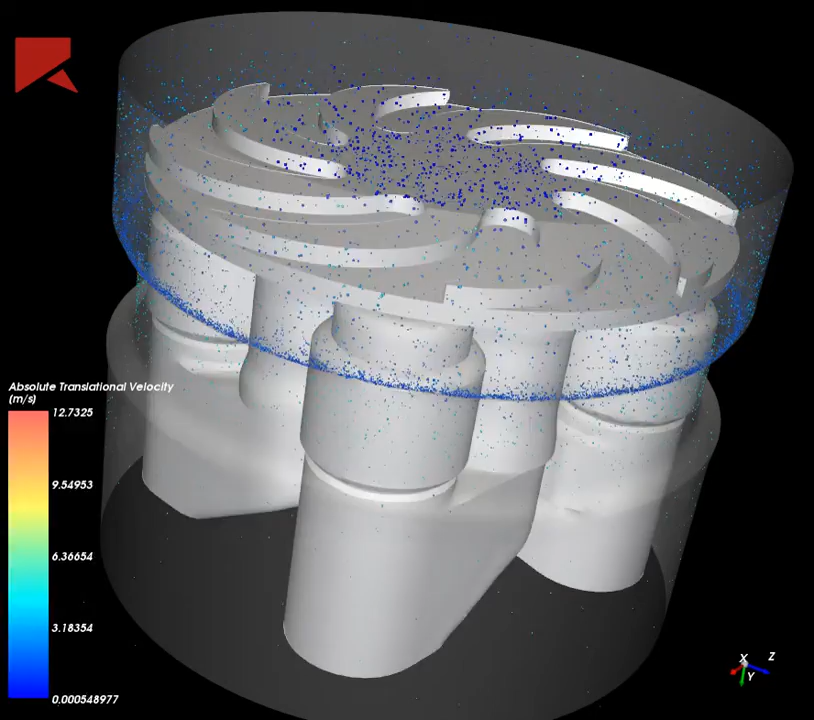 Absolute Translational Velocity
(m/s)
12.7325
9.54953
6.36654
3.18354
0.000548977
X
Z
Y